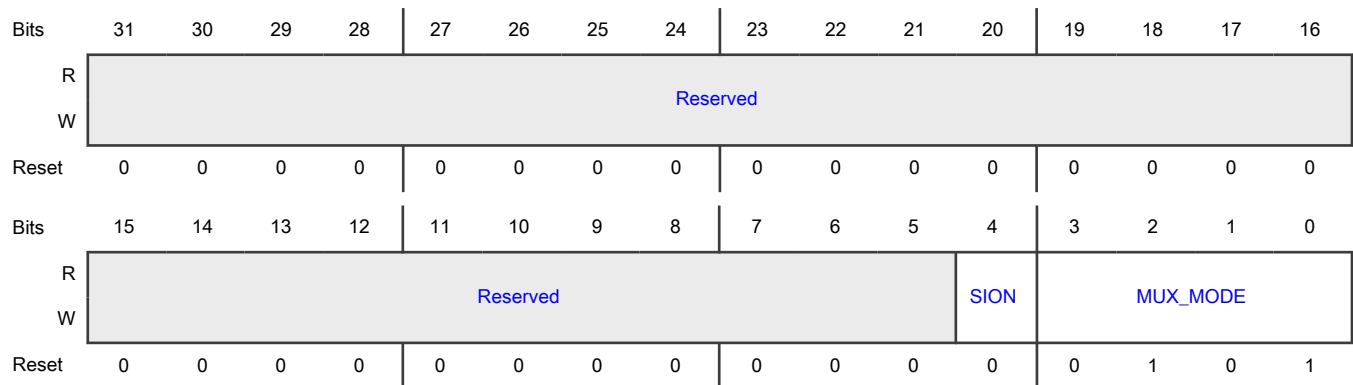 Bits 31 30 29 28 27 26 25 24 23 22 21 20 19 18 17 16
R
Reserved
W
Reset 0 0 0 0 0 0 0 0 0 0 0 0 0 0 0 0
Bits 15 14 13 12 11 10 9 8 7 6 5 4 3 2 1 0
R
Reserved SION MUX_MODE
W
Reset 0 0 0 0 0 0 0 0 0 0 0 0 0 1 0 1